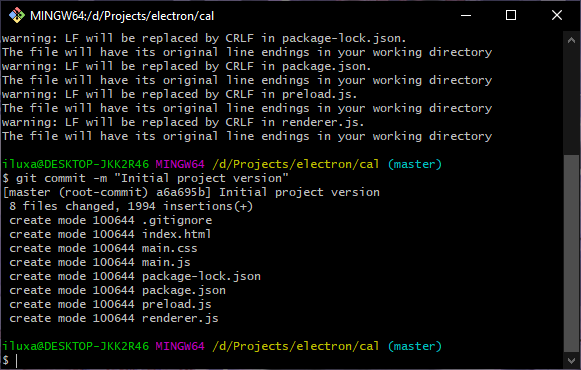 MINGW64:/d/Projects/electron/cal
warning: LF will be replaced by CRLF in package-lock.json.
The file will have its original line endings in your working directory
warning: LF will be replaced by CRLF in package.json.
The file will have its original line endings in your working directory
warning: LF will be replaced by CRLF in preload.js.
The file will have its original line endings in your working directory
warning: LF will be replaced by CRLF in renderer.js.
The file will have its original line endings in your working directory
iluxa@DESKTOP-JKK2R46 MINGW64 /d/Projects/electron/cal (master)
$ git commit -m "Initial project version"
[master (root-commit) a6a695b] Initial project version
8 files changed, 1994 insertions(+)
create mode 100644 .gitignore
create mode 100644 index.html
create mode 100644 main.css
create mode 100644 main.js
create mode 100644 package-lock.json
create mode 100644 package.json
create mode 100644 preload.js
create mode 100644 renderer.js
iluxa@DESKTOP-JKK2R46 MINGW64 /d/Projects/electron/cal (master)
$